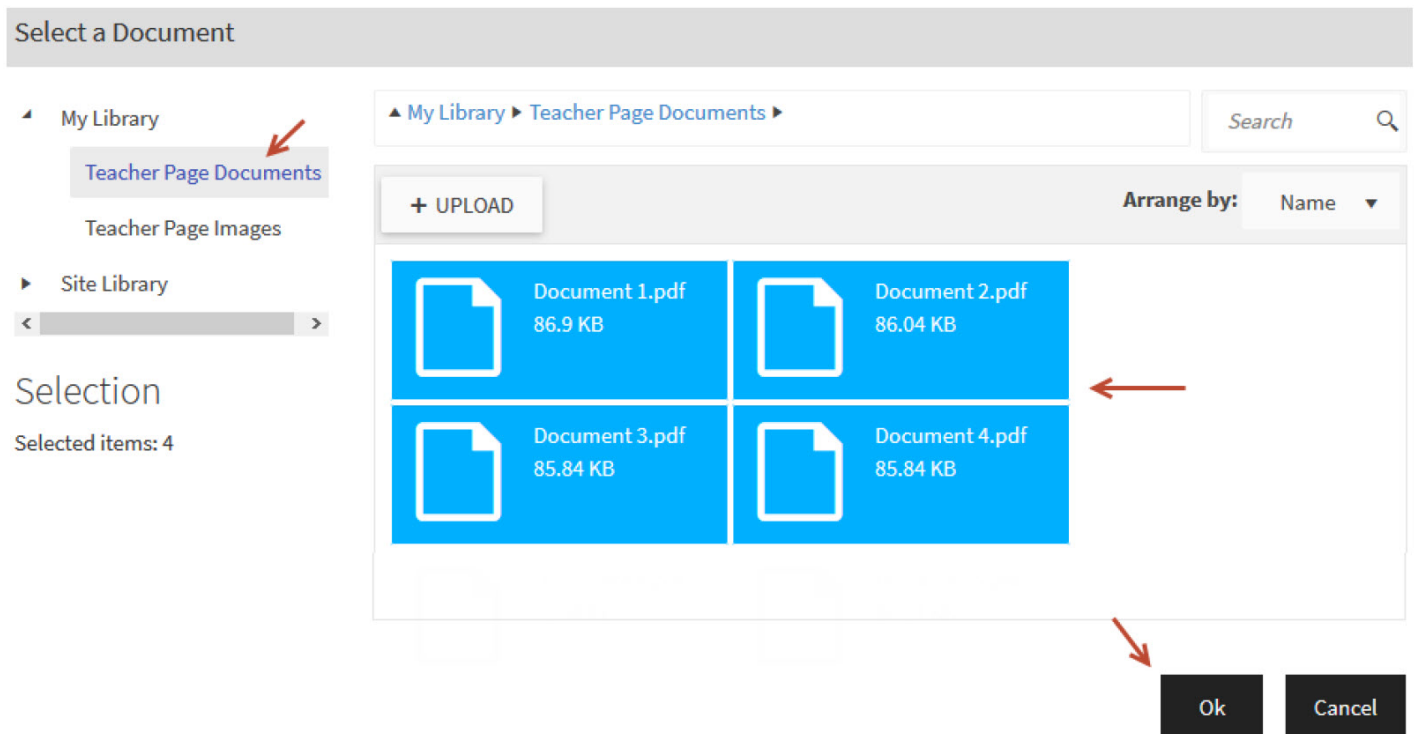 Select a Document
My Library
Teacher Page Documents
Teacher Page Images
Site Library
Selection
Selected items: 4
My Library Teacher Page Documents
Search
+ UPLOAD
Arrange by: Name
Document 1.pdf
86.9 KB
Document 2.pdf
86.04 KB
Document 3.pdf
85.84 KB
Document 4.pdf
85.84 KB
Ok
Cancel